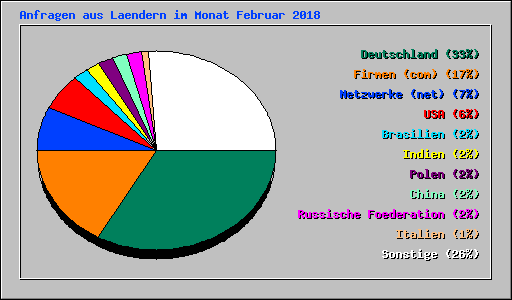 Anfragen aus Laendern im Monat Februar 2018
Deutschland (33%)
Firmen (com) (17%)
Netzwerke (net) (7%)
USA (6%)
Brasilien (2%)
Indien (2%)
Polen (2%)
China (2%)
Russische Foederation (2%)
Italien (1%)
Sonstige (26%)